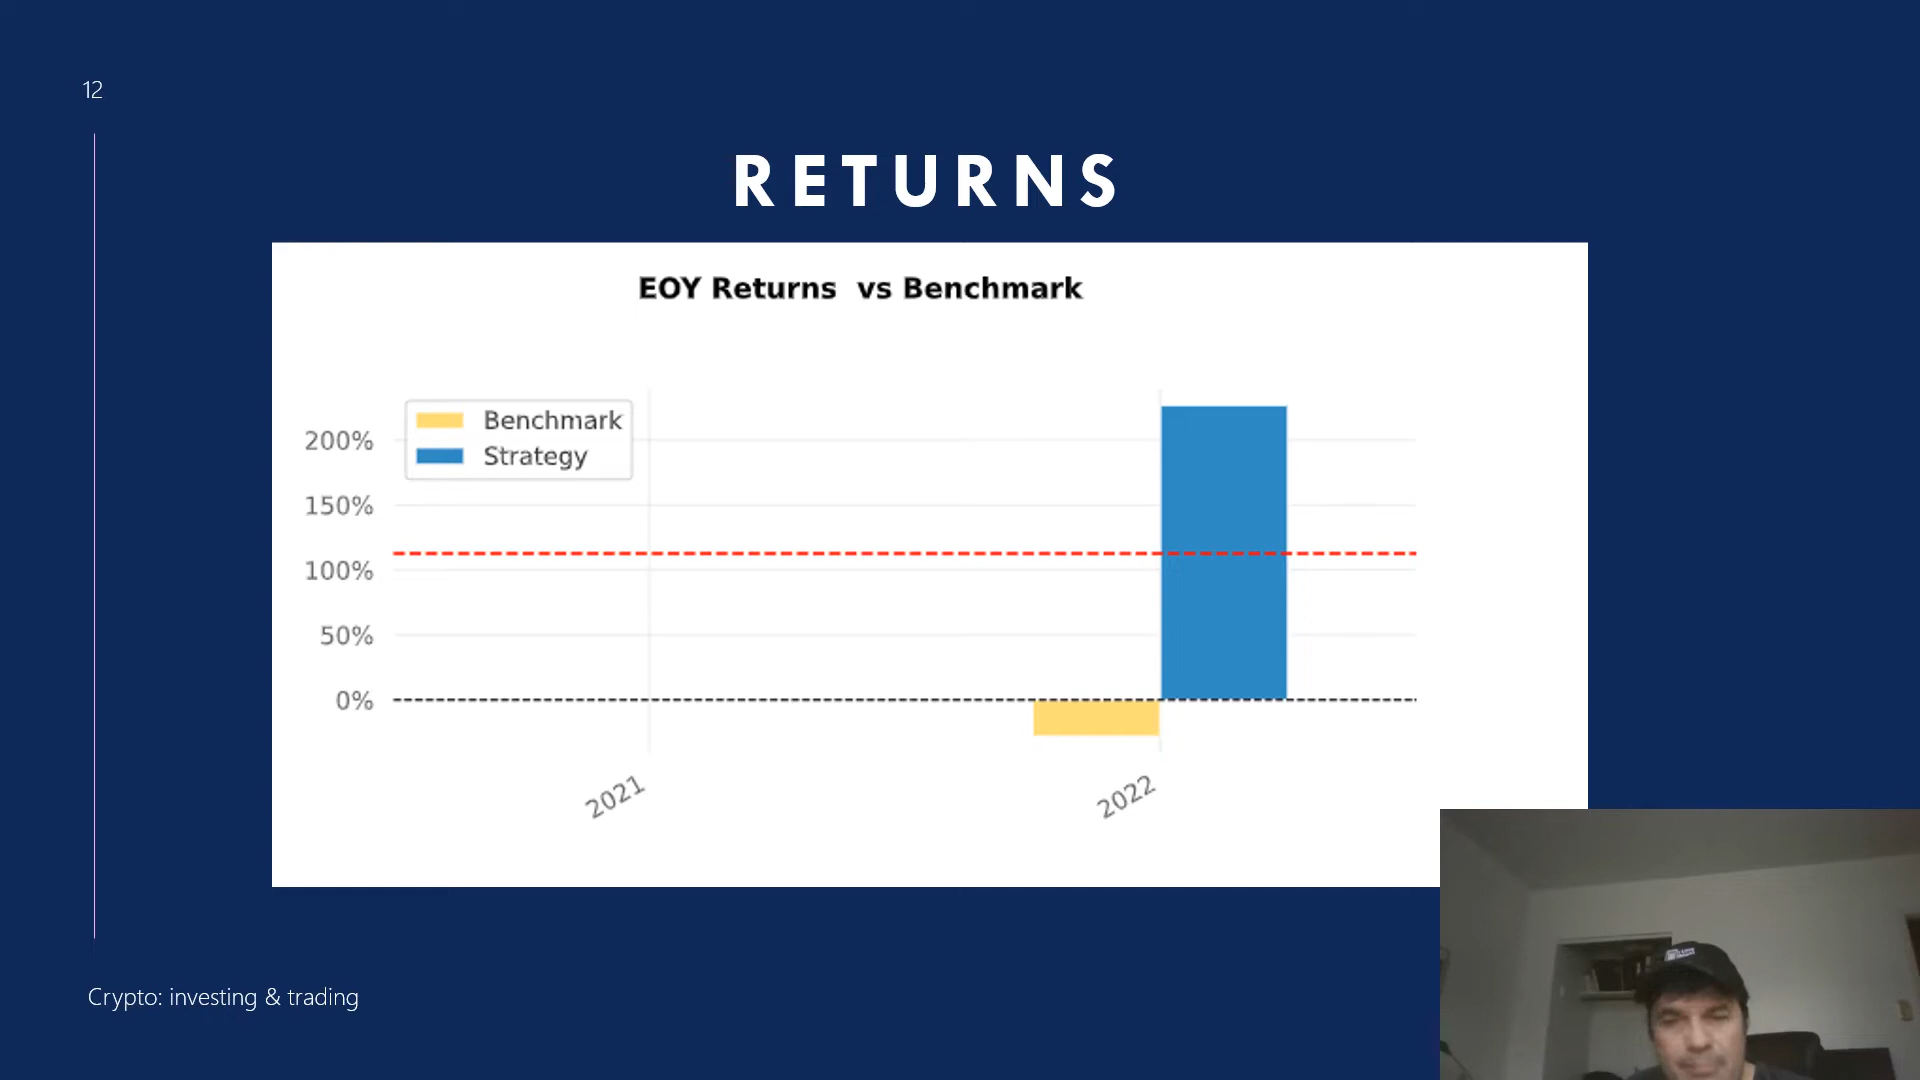 12
RETURNS
EOY Returns vs Benchmark
Benchmark
Strategy
200%
150%
100%
50%
0%
2021
2022
Crypto: investing & trading